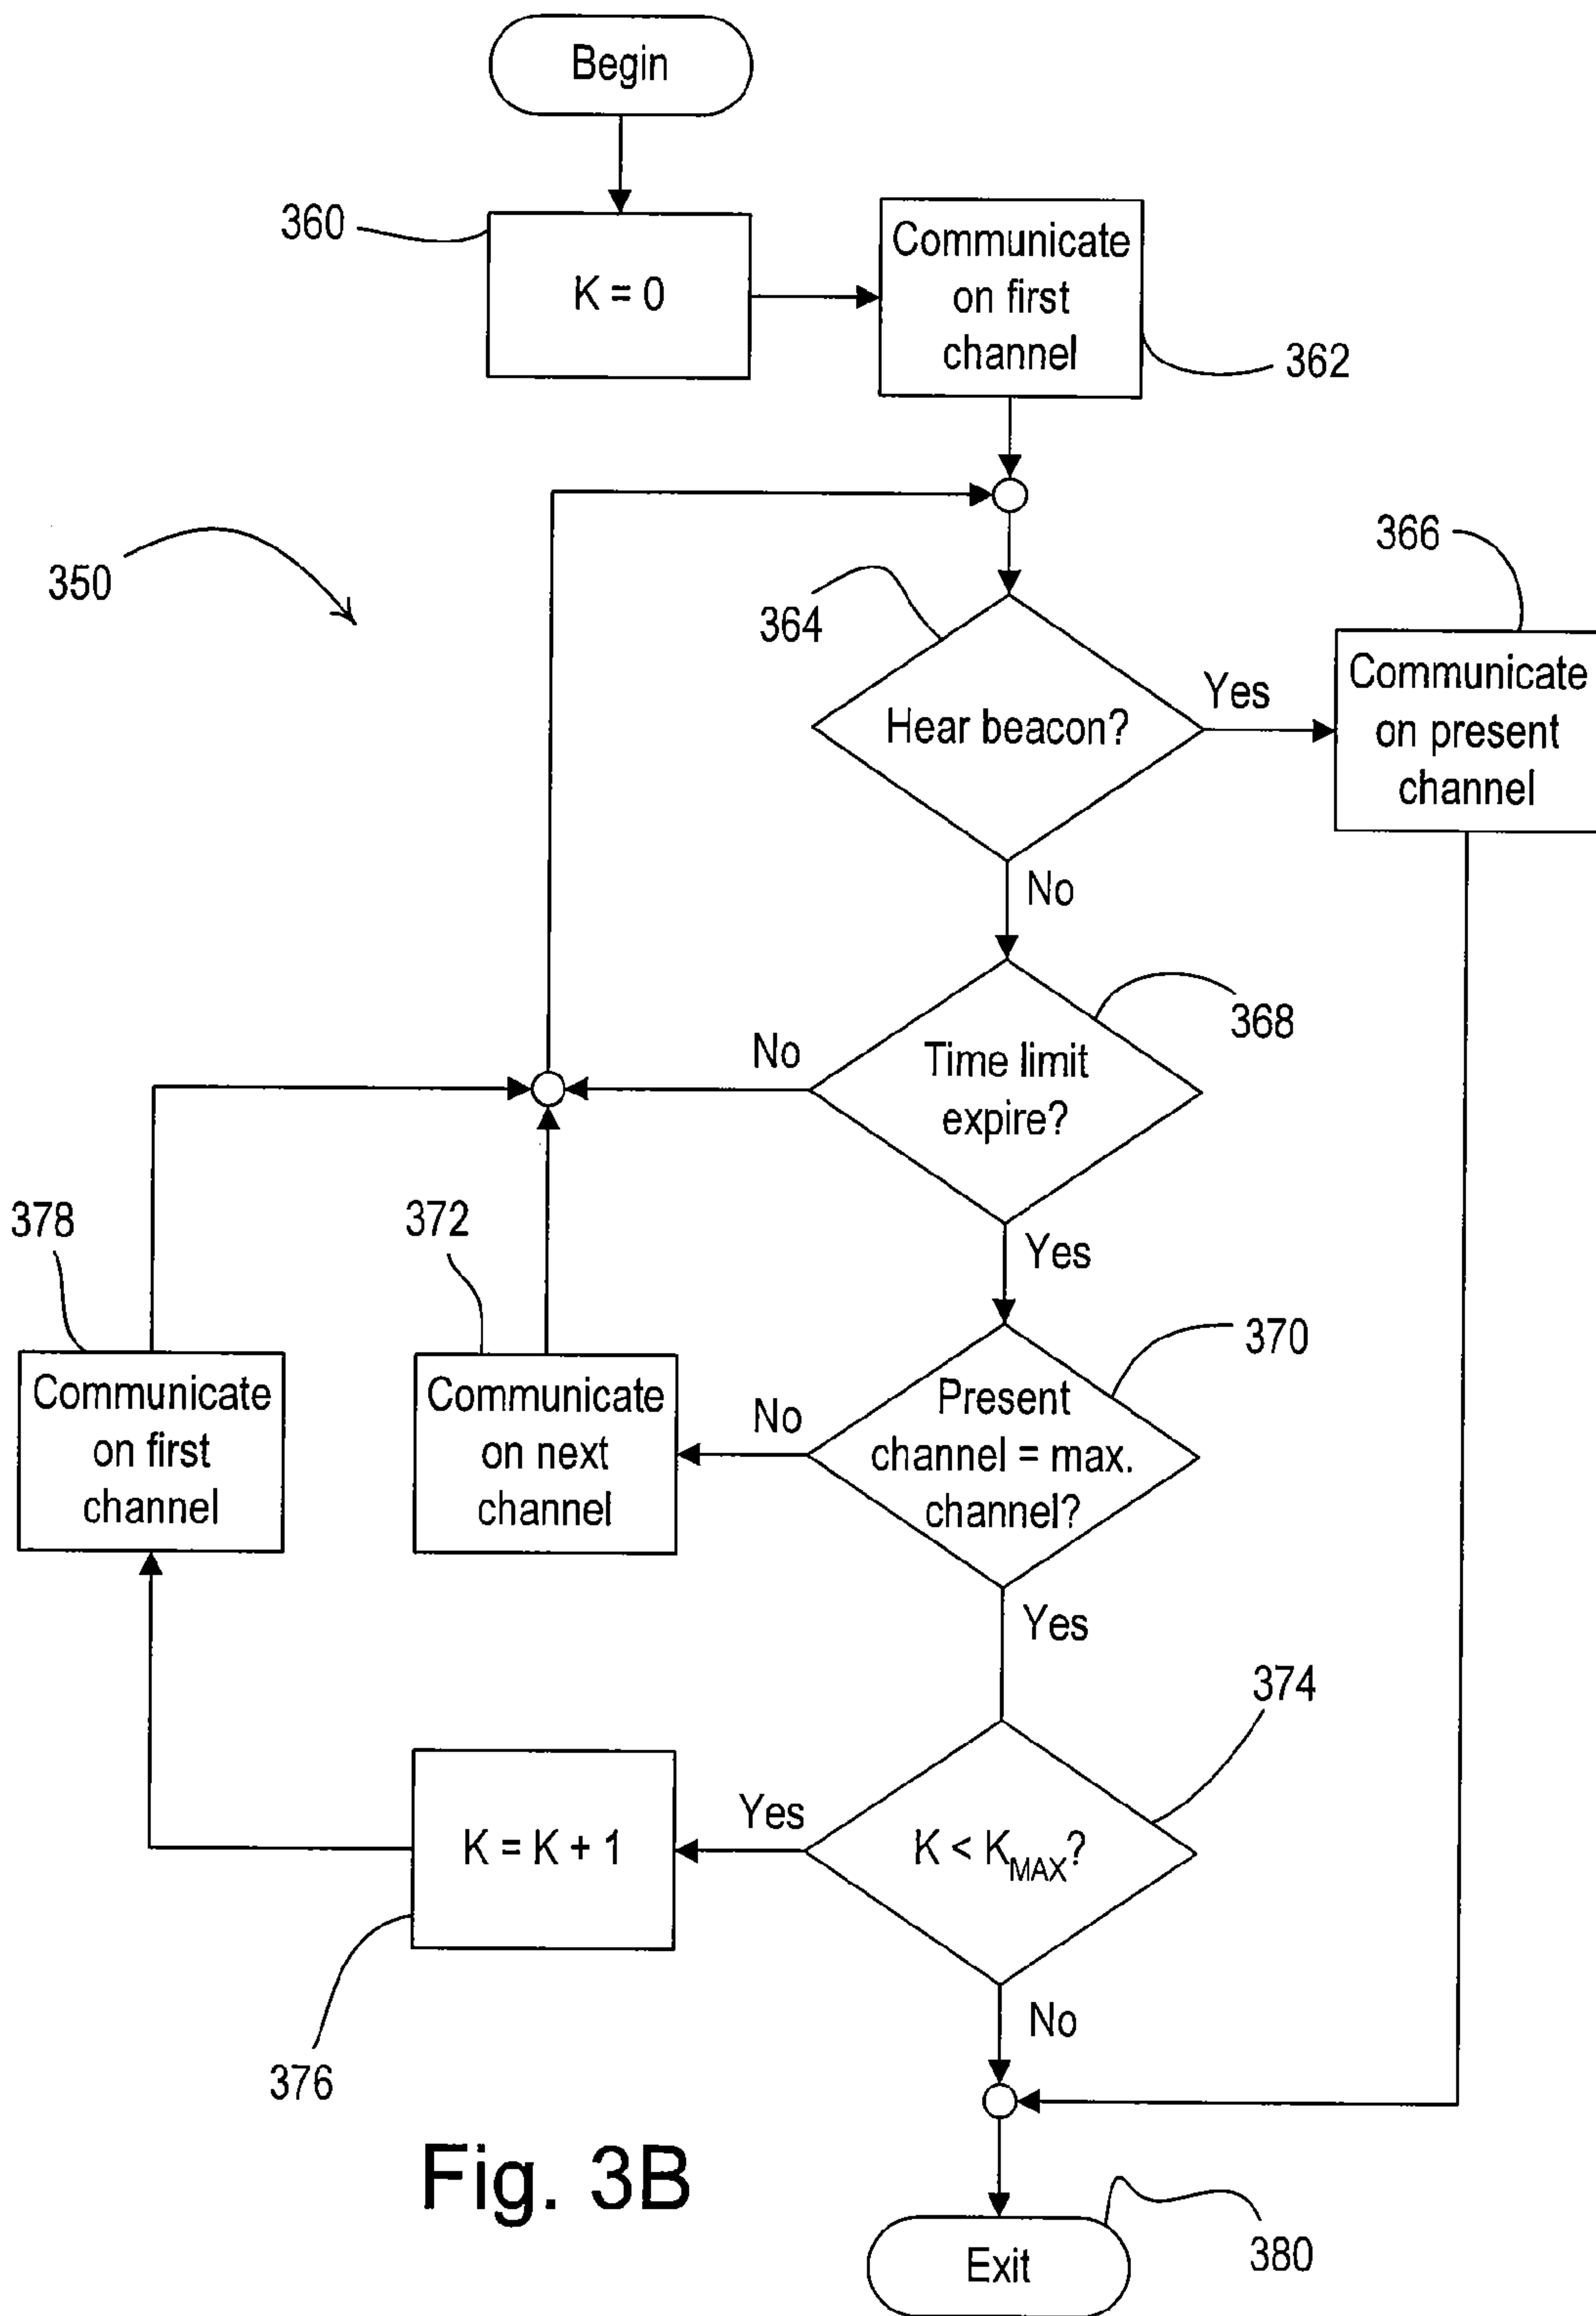 Begin
360
K = 0
Communicate
on first
channel
362
350
364
366
Hear beacon?
Yes
Communicate
on present
channel
No
368
Time limit
expire?
No
Yes
378
372
370
Communicate
on first
channel
Communicate
on next
channel
No
Present
channel = max.
channel?
Yes
374
K = K + 1
Yes
K < KMAX?
376
No
Fig. 3B
Exit
380